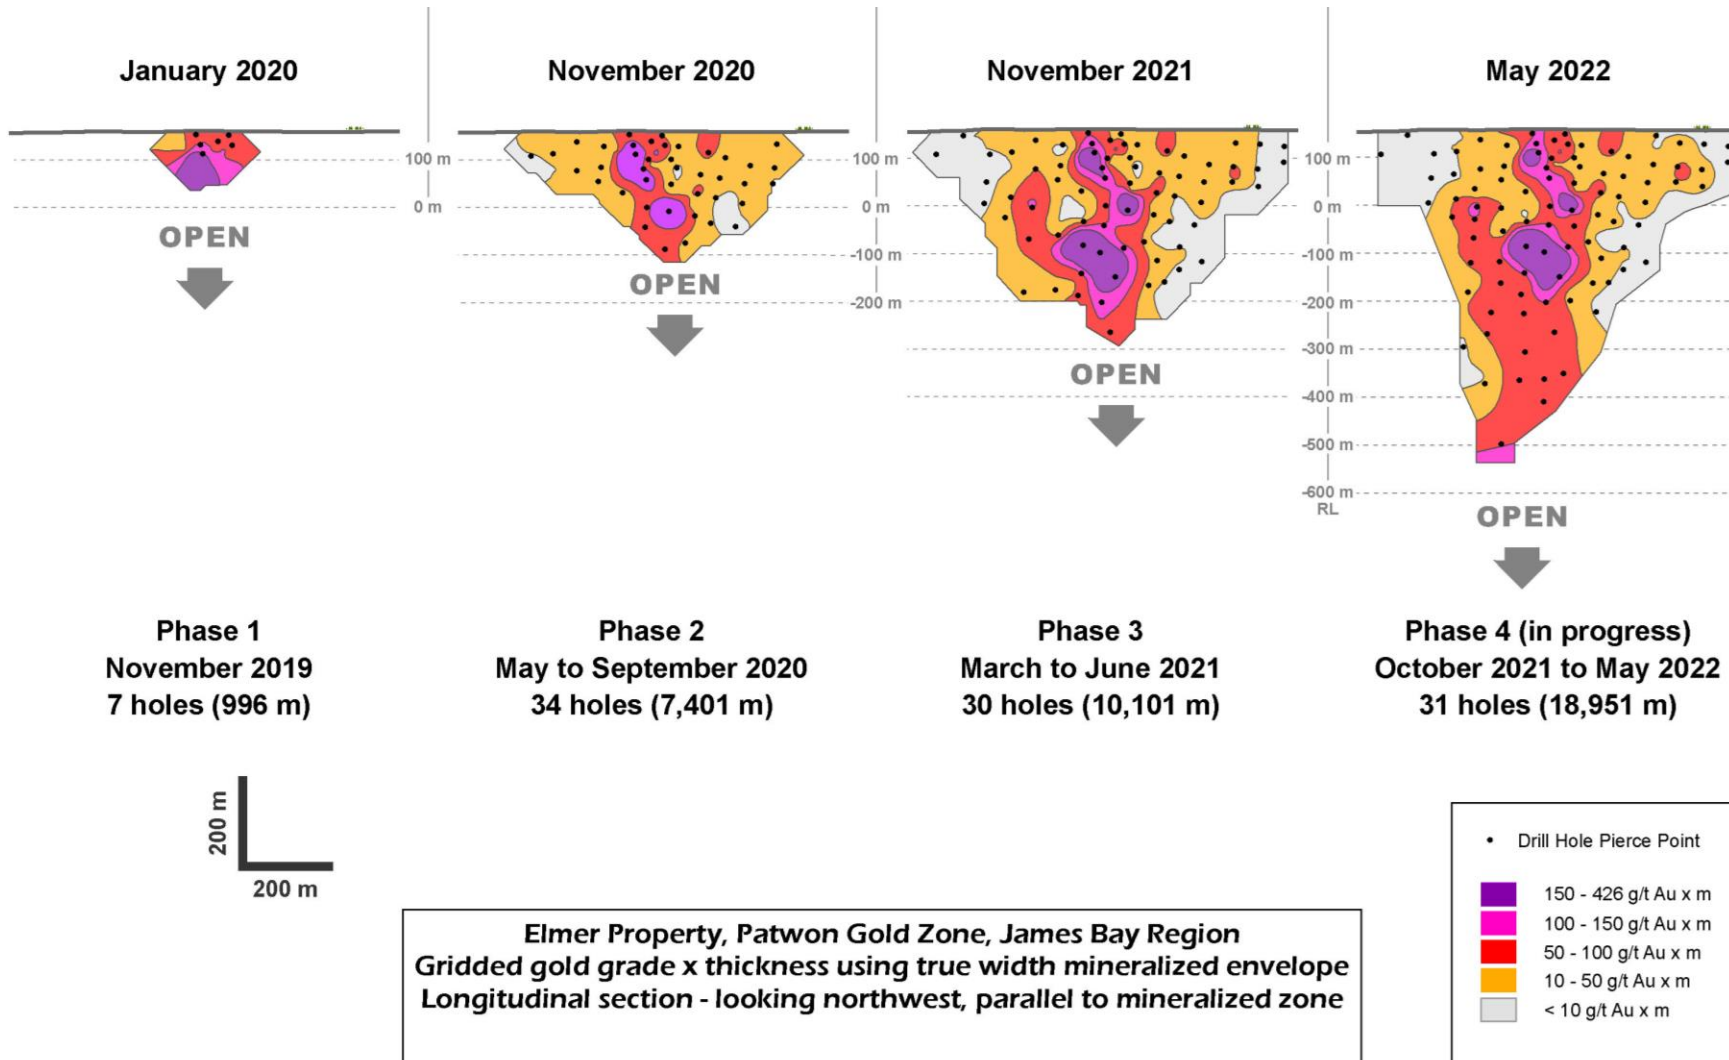 January 2020
November 2020
November 2021
May 2022
100 m
0 m
OPEN
100 m
0 m
-100 m
-200 m
OPEN
100 m
0 m
-100 m
-200 m
-300 m
-400 m
-500 m
-600 m
RL
OPEN
OPEN
Phase 1
November 2019
7 holes (996 m)
Phase 2
May to September 2020
34 holes (7,401 m)
Phase 3
March to June 2021
30 holes (10,101 m)
Phase 4 (in progress)
October 2021 to May 2022
31 holes (18,951 m)
200 m
200 m
Elmer Property, Patwon Gold Zone, James Bay Region
Gridded gold grade x thickness using true width mineralized envelope
Longitudinal section - looking northwest, parallel to mineralized zone
Drill Hole Pierce Point
150 - 426 g/t Au x m
100 - 150 g/t Au x m
50 - 100 g/t Au x m
10 - 50 g/t Au x m
< 10 g/t Au x m